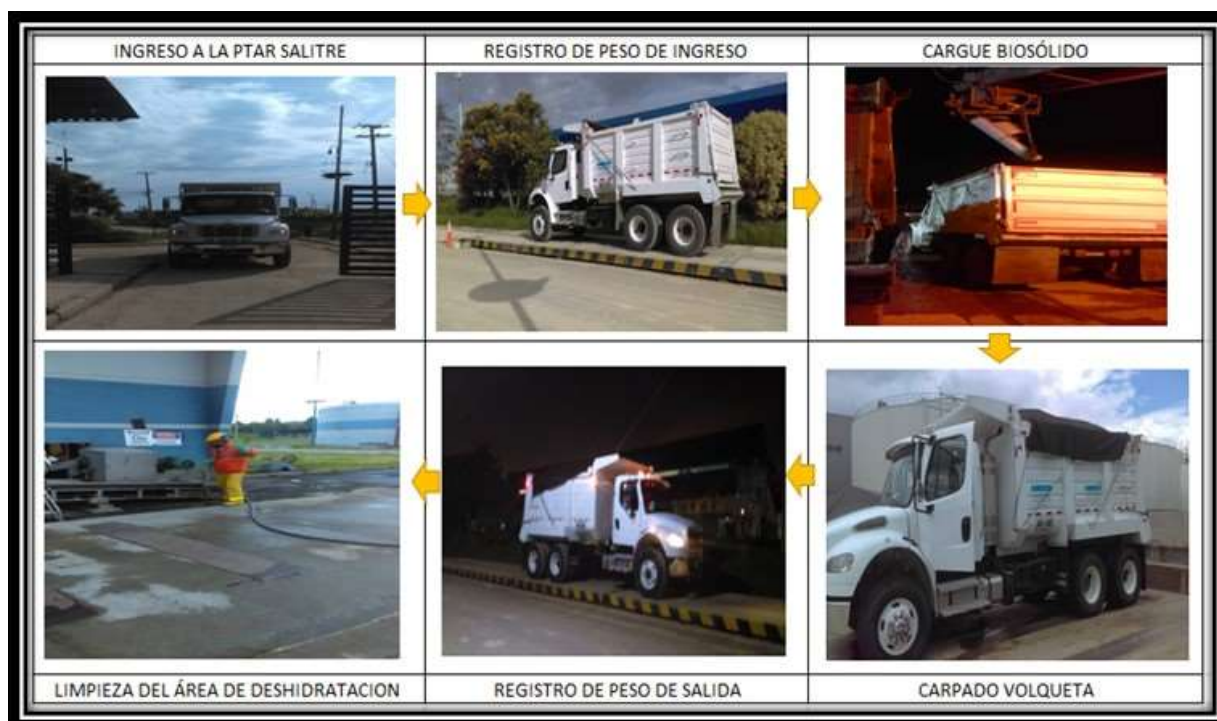 INGRESO A LA PTAR SALITRE
REGISTRO DE PESO DE INGRESO
CARGUE BIOSÓLIDO
LIMPIEZA DEL ÁREA DE DESHIDRATACION
REGISTRO DE PESO DE SALIDA
CARPADO VOLQUETA